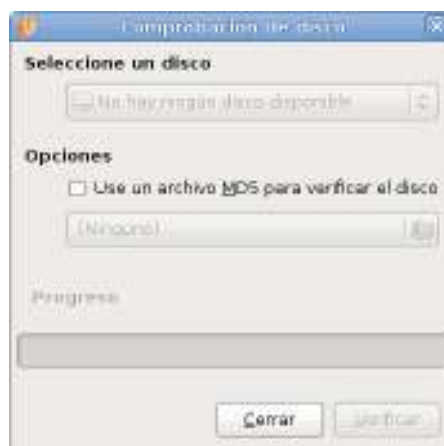 Comprobación de disco
Seleccione un disco
No hay ningún disco disponible
Opciones
Use un archivo MD5 para verificar el disco
(Ninguno)
Progreso
Cerrar
Verificar